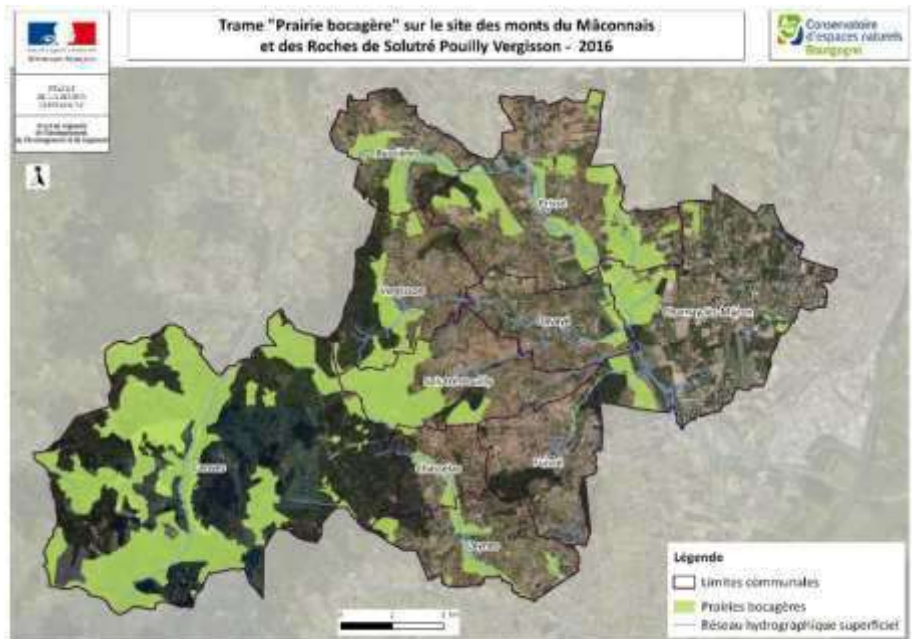 Trame "Prairie bocagère" sur le site des monts du Mâconnais
et des Roches de Solutré Pouilly Vergisson - 2016
Conservatoire
d'espaces naturels
Bourgogne
Bussières
Prissé
Vergisson
Davayé
Charnay-lès-Mâcon
Solutré-Pouilly
Cenves
Chasselas
Fuissé
Leynes
Légende
Limites communales
Prairies bocagères
Réseau hydrographique superficiel